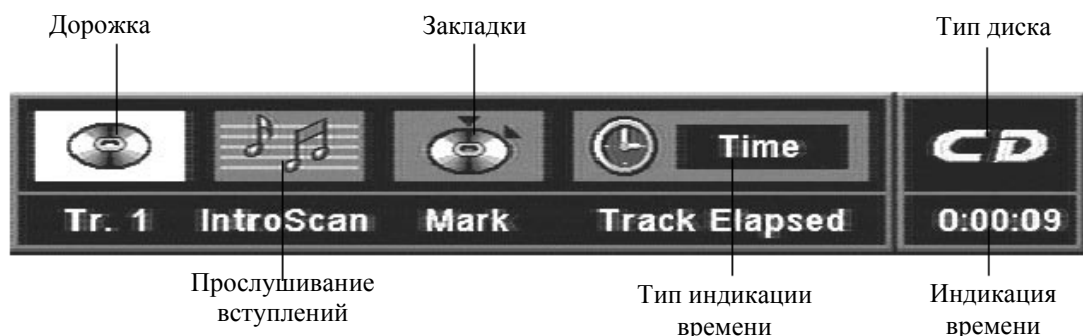 Дорожка Закладки Тип диска
Time CD
Tr. 1 IntroScan Mark Track Elapsed 0:00:09
Прослушивание Тип индикации Индикация
вступлений времени времени